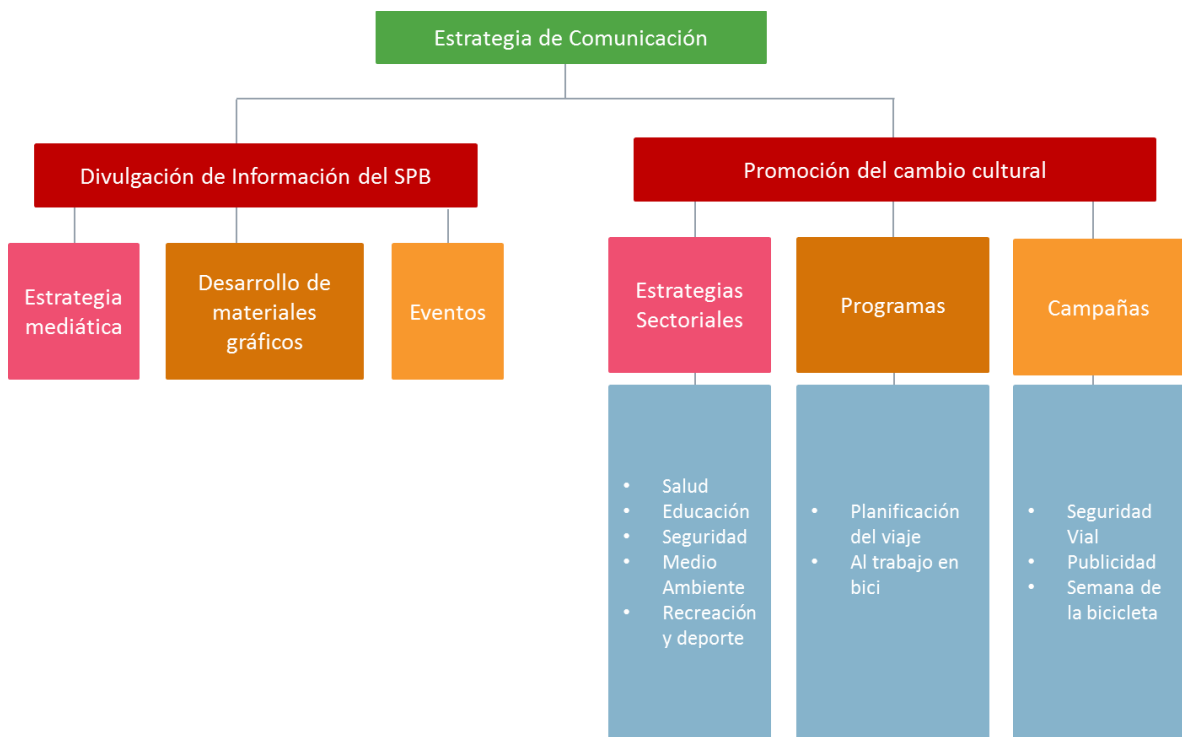 Estrategia de Comunicación
Divulgación de Información del SPB
Promoción del cambio cultural
Estrategia
mediática
Desarrollo de
materiales
gráficos
Eventos
Estrategias
Sectoriales
Programas
Campañas
• Salud
• Educación
• Seguridad
• Medio
Ambiente
• Recreación
y deporte
• Planificación
del viaje
• Al trabajo en
bici
• Seguridad
Vial
• Publicidad
• Semana de
la bicicleta